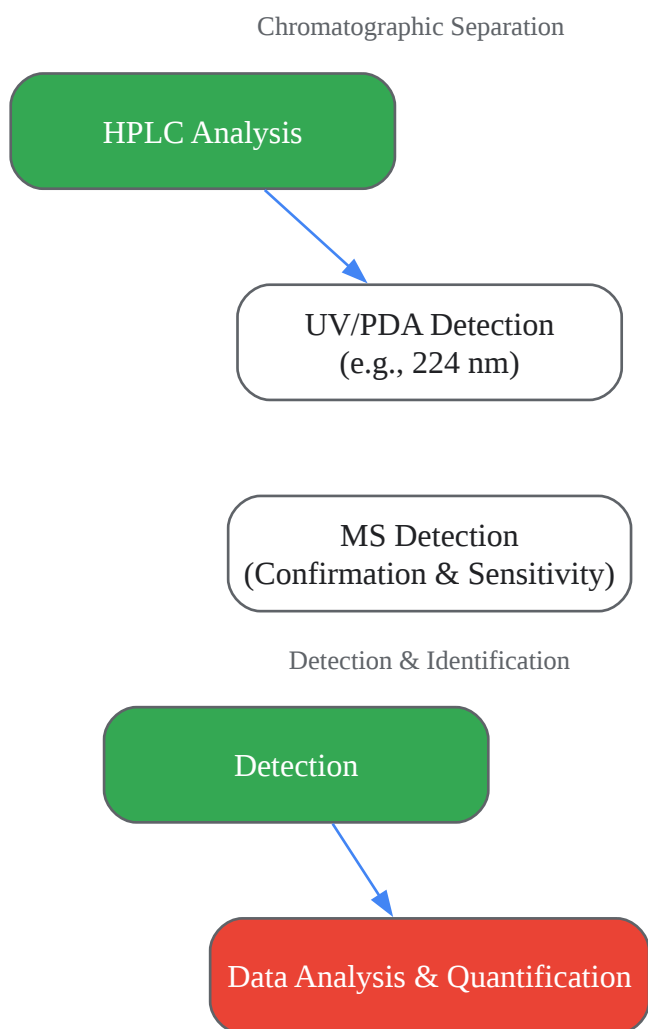 Chromatographic Separation
HPLC Analysis
UV/PDA Detection
(e.g., 224 nm)
MS Detection
(Confirmation & Sensitivity)
Detection & Identification
Detection
Data Analysis & Quantification